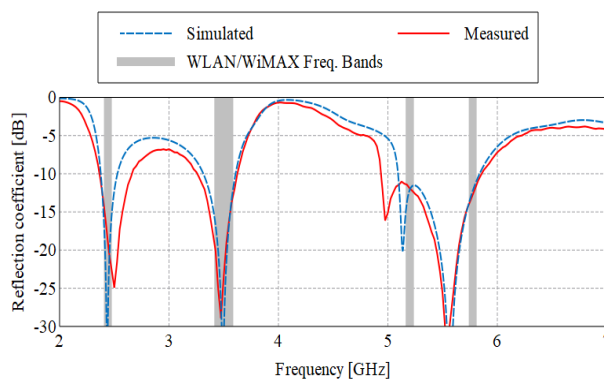 Simulated
Measured
WLAN/WiMAX Freq. Bands
Reflection coefficient [dB]
0
-5
-10
-15
-20
-25
-30
2
3
4
5
6
7
Frequency [GHz]